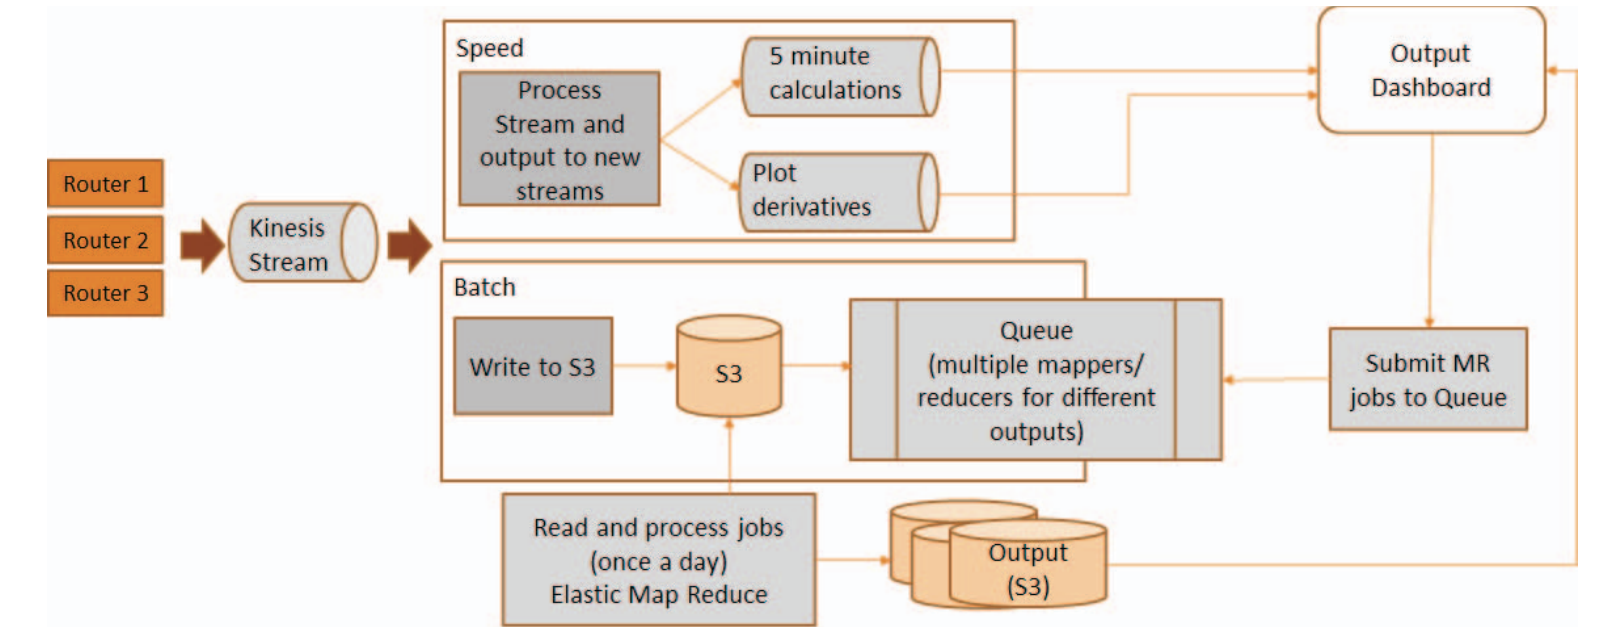 Router 1
Router 2
Router 3
Kinesis
Stream
Speed
Process
Stream and
output to new
streams
5 minute
calculations
Plot
derivatives
Output
Dashboard
Batch
Write to S3
S3
Queue
(multiple mappers/
reducers for different
outputs)
Submit MR
jobs to Queue
Read and process jobs
(once a day)
Elastic Map Reduce
Output
(S3)